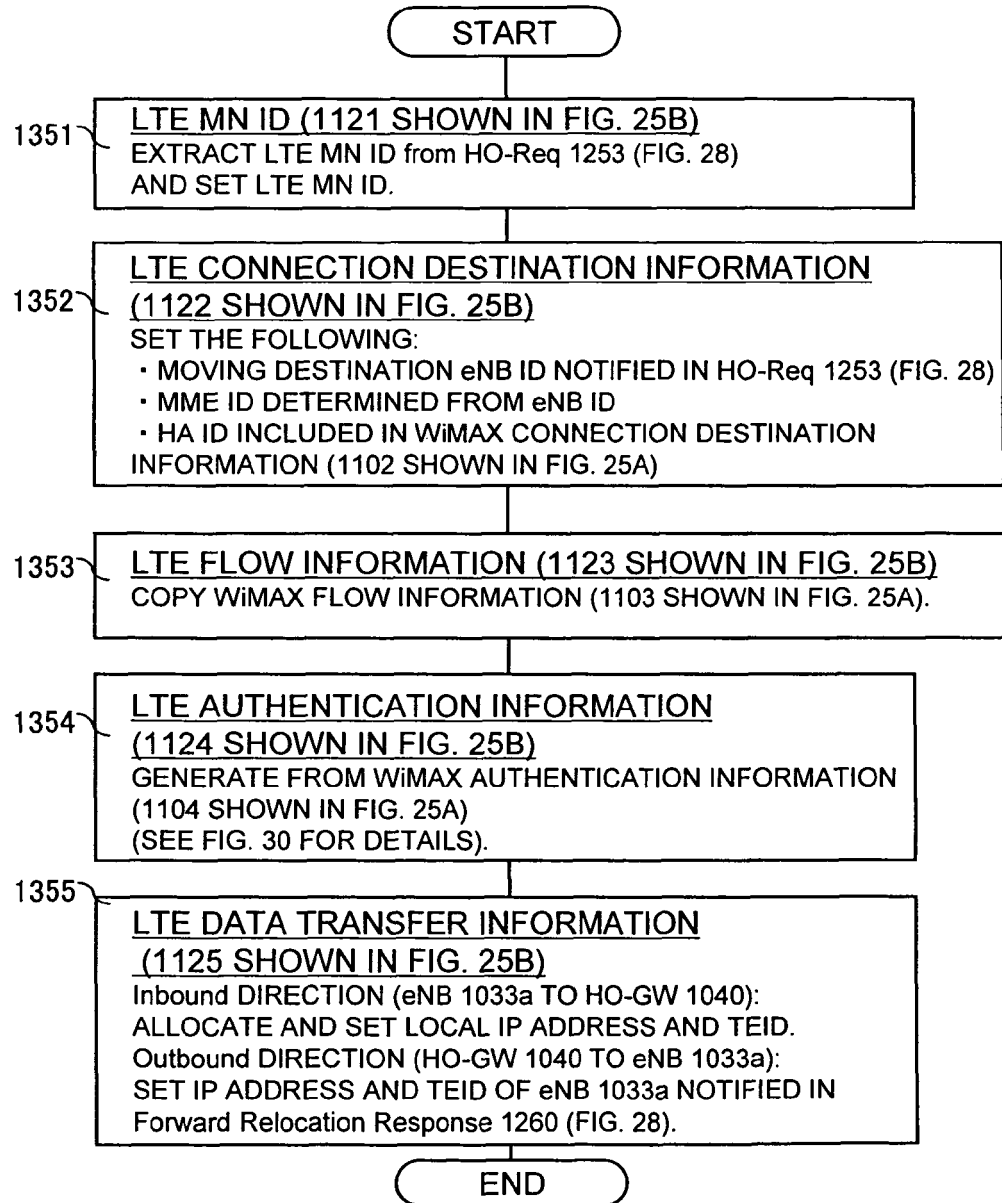 START
1351
LTE MN ID (1121 SHOWN IN FIG. 25B)
EXTRACT LTE MN ID from HO-Req 1253 (FIG. 28)
AND SET LTE MN ID.
1352
LTE CONNECTION DESTINATION INFORMATION
(1122 SHOWN IN FIG. 25B)
SET THE FOLLOWING:
・MOVING DESTINATION eNB ID NOTIFIED IN HO-Req 1253 (FIG. 28)
・MME ID DETERMINED FROM eNB ID
・HA ID INCLUDED IN WiMAX CONNECTION DESTINATION
INFORMATION (1102 SHOWN IN FIG. 25A)
1353
LTE FLOW INFORMATION (1123 SHOWN IN FIG. 25B)
COPY WiMAX FLOW INFORMATION (1103 SHOWN IN FIG. 25A).
1354
LTE AUTHENTICATION INFORMATION
(1124 SHOWN IN FIG. 25B)
GENERATE FROM WiMAX AUTHENTICATION INFORMATION
(1104 SHOWN IN FIG. 25A)
(SEE FIG. 30 FOR DETAILS).
1355
LTE DATA TRANSFER INFORMATION
(1125 SHOWN IN FIG. 25B)
Inbound DIRECTION (eNB 1033a TO HO-GW 1040):
ALLOCATE AND SET LOCAL IP ADDRESS AND TEID.
Outbound DIRECTION (HO-GW 1040 TO eNB 1033a):
SET IP ADDRESS AND TEID OF eNB 1033a NOTIFIED IN
Forward Relocation Response 1260 (FIG. 28).
END